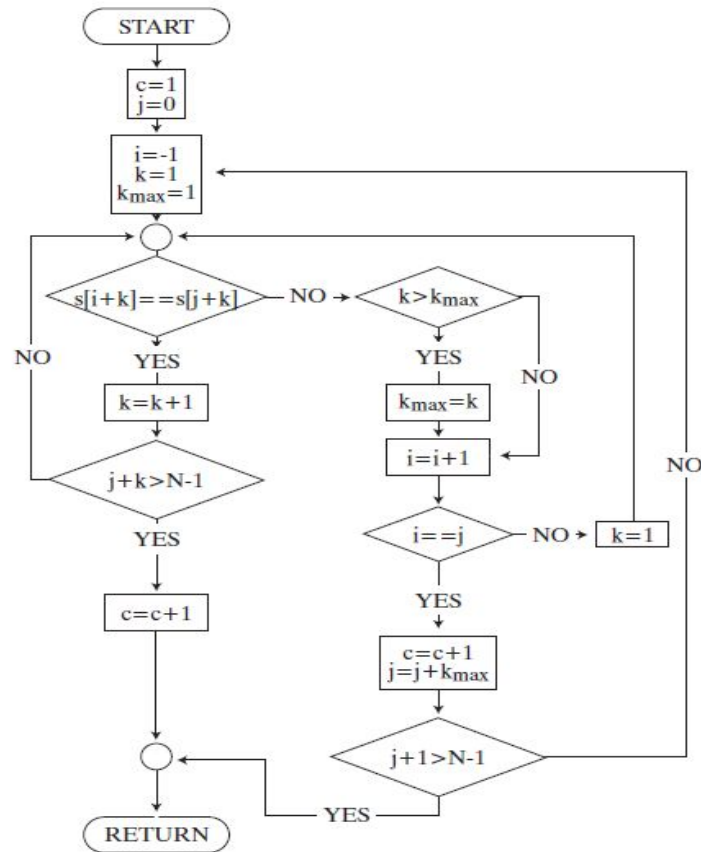 START
c=1
j=0
i=-1
k=1
kmax=1
s[i+k]==s[j+k]
NO
k>kmax
NO
YES
YES
NO
k=k+1
kmax=k
i=i+1
NO
j+k>N-1
i==j
NO
k=1
YES
YES
c=c+1
c=c+1
j=j+kmax
j+1>N-1
YES
RETURN